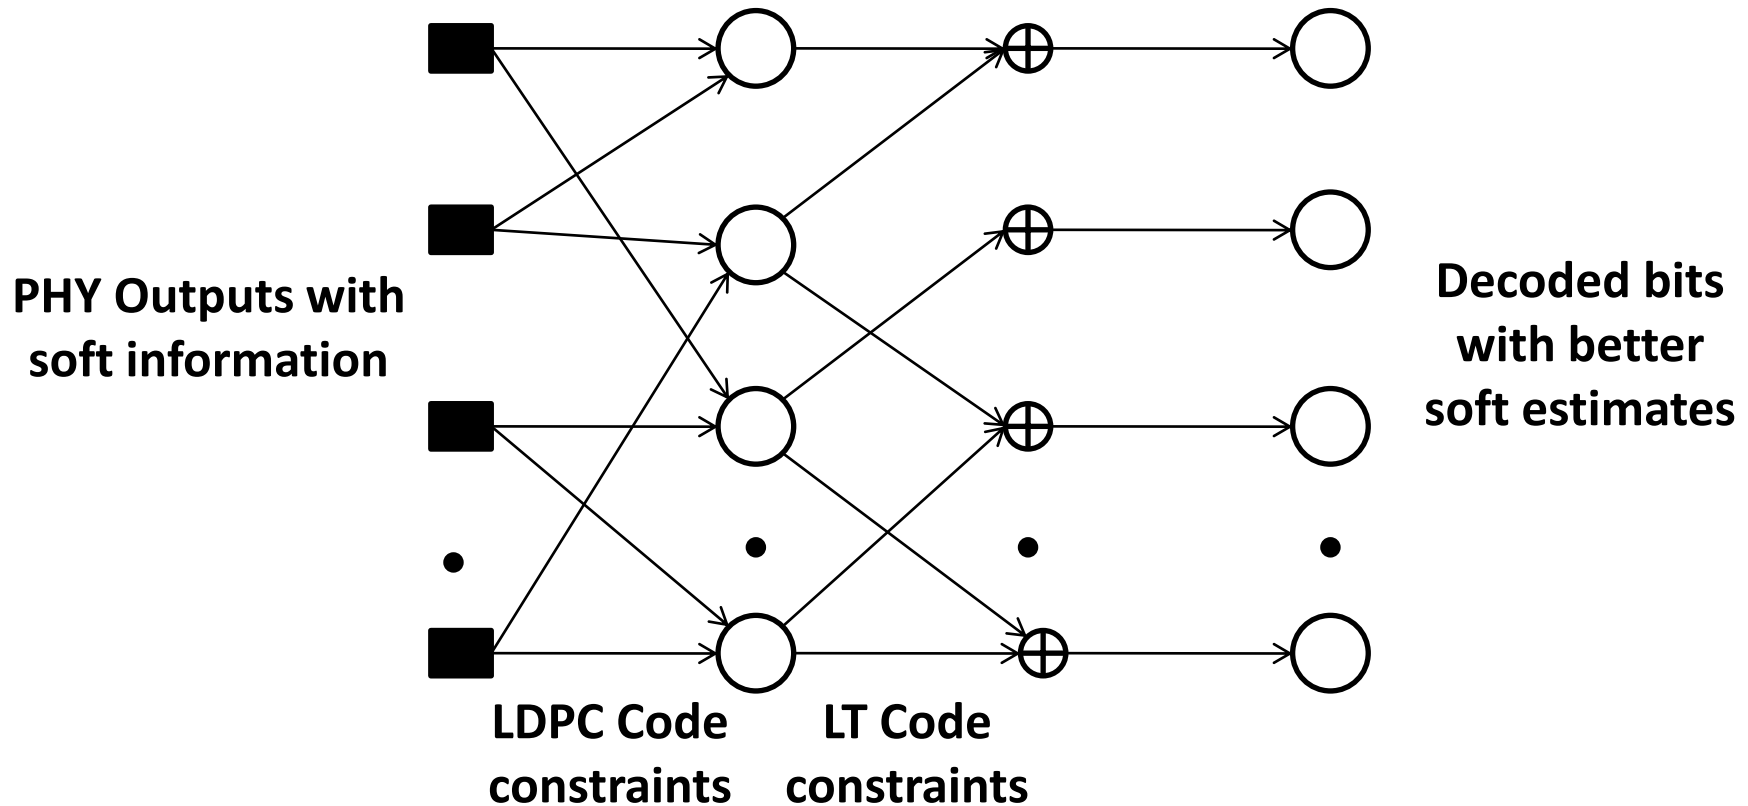 PHY Outputs with
soft information
Decoded bits
with better
soft estimates
LDPC Code
constraints
LT Code
constraints